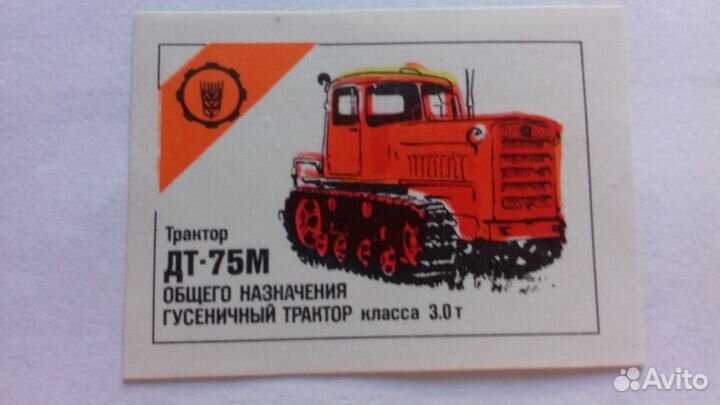 Трактор
ДТ-75М
ОБЩЕГО НАЗНАЧЕНИЯ
ГУСЕНИЧНЫЙ ТРАКТОР класса 3.0 т
Avito